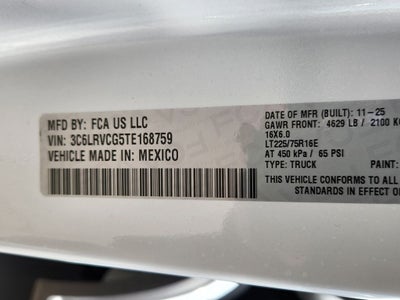 MFD BY: FCA US LLC
VIN: 3C6LRVCG5TE168759
VEHICLE MADE IN: MEXICO
DATE OF MFR (BUILT): 11-25
GAWR FRONT: 4629 LB / 2100 KG
16X6.0
LT225/75R16E
AT 450 kPa / 65 PSI
TYPE: TRUCK PAINT:
THIS VEHICLE CONFORMS TO ALL
STANDARDS IN EFFECT ON